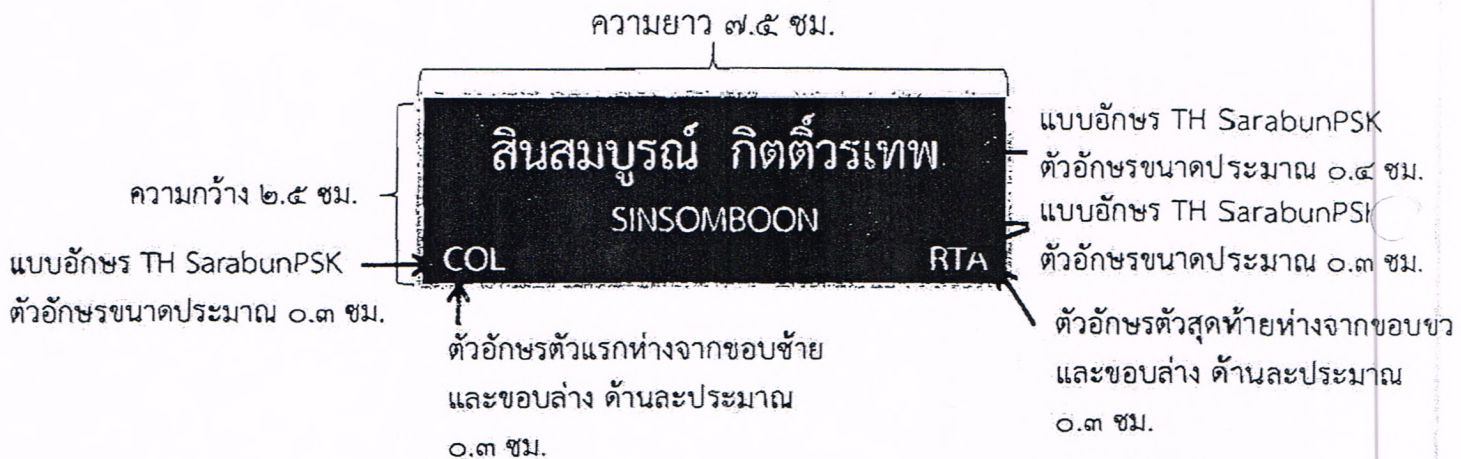 ความยาว ๗.๕ ซม.
สินสมบูรณ์ กิตติ์วรเทพ
SINSOMBOON
COL
RTA
ความกว้าง ๒.๕ ซม.
แบบอักษร TH SarabunPSK
ตัวอักษรขนาดประมาณ ๐.๓ ซม.
แบบอักษร TH SarabunPSK
ตัวอักษรขนาดประมาณ ๐.๔ ซม.
แบบอักษร TH SarabunPSK
ตัวอักษรขนาดประมาณ ๐.๓ ซม.
ตัวอักษรตัวแรกห่างจากขอบซ้าย
และขอบล่าง ด้านละประมาณ
๐.๓ ซม.
ตัวอักษรตัวสุดท้ายห่างจากขอบขว
และขอบล่าง ด้านละประมาณ
๐.๓ ซม.